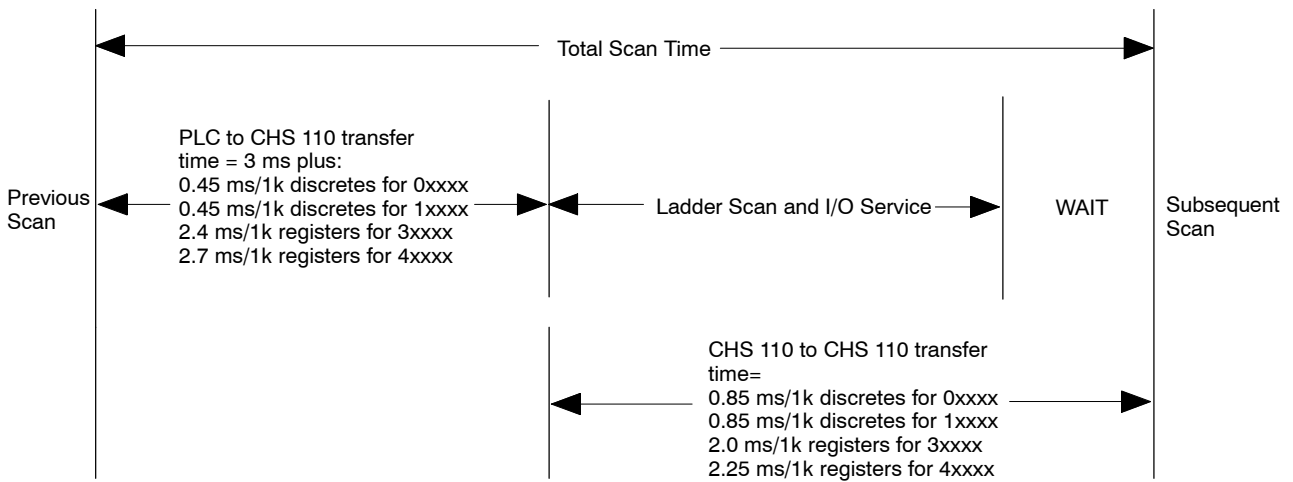 Total Scan Time
PLC to CHS 110 transfer
time = 3 ms plus:
0.45 ms/1k discretes for 0xxxx
0.45 ms/1k discretes for 1xxxx
2.4 ms/1k registers for 3xxxx
2.7 ms/1k registers for 4xxxx
Previous
Scan
Ladder Scan and I/O Service
WAIT
Subsequent
Scan
CHS 110 to CHS 110 transfer
time=
0.85 ms/1k discretes for 0xxxx
0.85 ms/1k discretes for 1xxxx
2.0 ms/1k registers for 3xxxx
2.25 ms/1k registers for 4xxxx